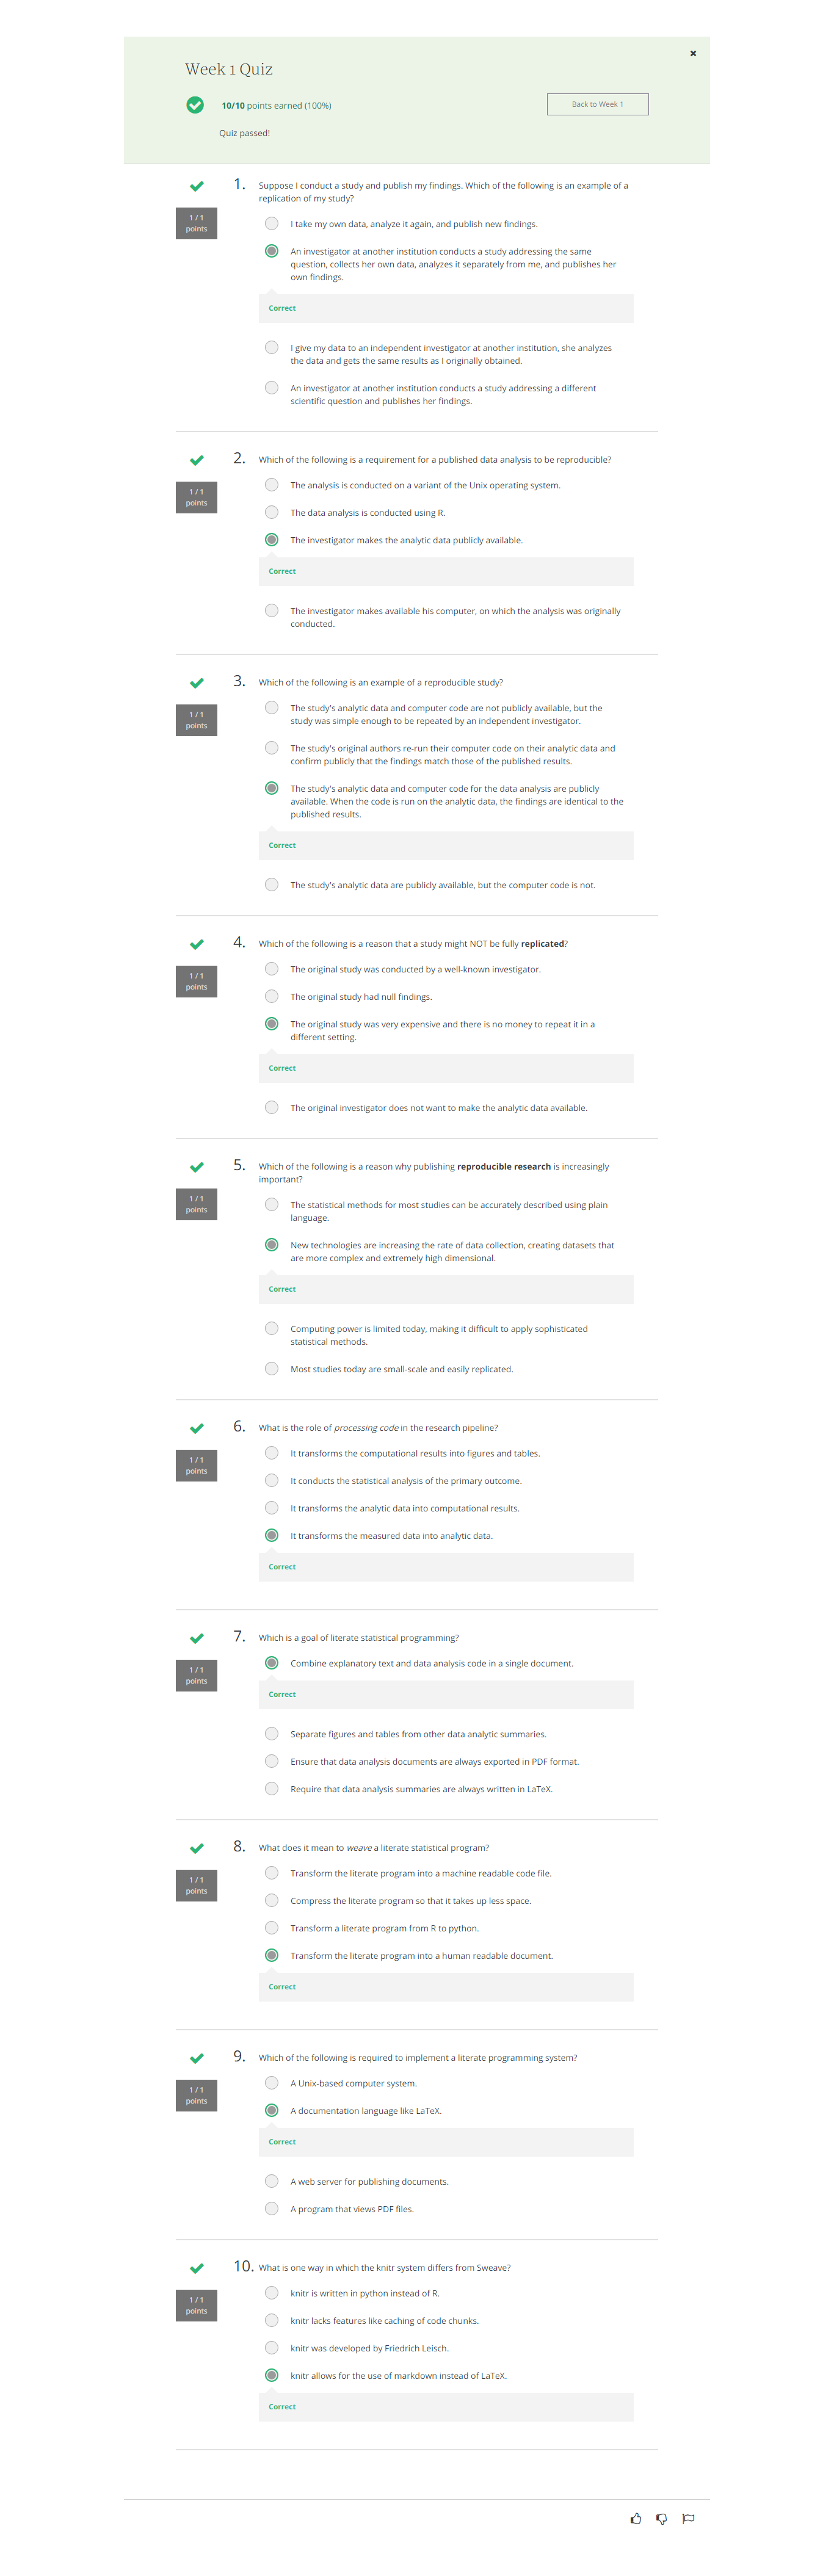 Week 1 Quiz
10/10 points earned (100%)
Back to Week 1
Quiz passed!
1. Suppose I conduct a study and publish my findings. Which of the following is an example of a
replication of my study?
1 / 1
points
I take my own data, analyze it again, and publish new findings.
An investigator at another institution conducts a study addressing the same
question, collects her own data, analyzes it separately from me, and publishes her
own findings.
Correct
I give my data to an independent investigator at another institution, she analyzes
the data and gets the same results as I originally obtained.
An investigator at another institution conducts a study addressing a different
scientific question and publishes her findings.
2. Which of the following is a requirement for a published data analysis to be reproducible?
1 / 1
points
The analysis is conducted on a variant of the Unix operating system.
The data analysis is conducted using R.
The investigator makes the analytic data publicly available.
Correct
The investigator makes available his computer, on which the analysis was originally
conducted.
3. Which of the following is an example of a reproducible study?
1 / 1
points
The study's analytic data and computer code are not publicly available, but the
study was simple enough to be repeated by an independent investigator.
The study's original authors re-run their computer code on their analytic data and
confirm publicly that the findings match those of the published results.
The study's analytic data and computer code for the data analysis are publicly
available. When the code is run on the analytic data, the findings are identical to the
published results.
Correct
The study's analytic data are publicly available, but the computer code is not.
4. Which of the following is a reason that a study might NOT be fully replicated?
1 / 1
points
The original study was conducted by a well-known investigator.
The original study had null findings.
The original study was very expensive and there is no money to repeat it in a
different setting.
Correct
The original investigator does not want to make the analytic data available.
5. Which of the following is a reason why publishing reproducible research is increasingly
important?
1 / 1
points
The statistical methods for most studies can be accurately described using plain
language.
New technologies are increasing the rate of data collection, creating datasets that
are more complex and extremely high dimensional.
Correct
Computing power is limited today, making it difficult to apply sophisticated
statistical methods.
Most studies today are small-scale and easily replicated.
6. What is the role of processing code in the research pipeline?
1 / 1
points
It transforms the computational results into figures and tables.
It conducts the statistical analysis of the primary outcome.
It transforms the analytic data into computational results.
It transforms the measured data into analytic data.
Correct
7. Which is a goal of literate statistical programming?
1 / 1
points
Combine explanatory text and data analysis code in a single document.
Correct
Separate figures and tables from other data analytic summaries.
Ensure that data analysis documents are always exported in PDF format.
Require that data analysis summaries are always written in LaTeX.
8. What does it mean to weave a literate statistical program?
1 / 1
points
Transform the literate program into a machine readable code file.
Compress the literate program so that it takes up less space.
Transform a literate program from R to python.
Transform the literate program into a human readable document.
Correct
9. Which of the following is required to implement a literate programming system?
1 / 1
points
A Unix-based computer system.
A documentation language like LaTeX.
Correct
A web server for publishing documents.
A program that views PDF files.
10. What is one way in which the knitr system differs from Sweave?
1 / 1
points
knitr is written in python instead of R.
knitr lacks features like caching of code chunks.
knitr was developed by Friedrich Leisch.
knitr allows for the use of markdown instead of LaTeX.
Correct